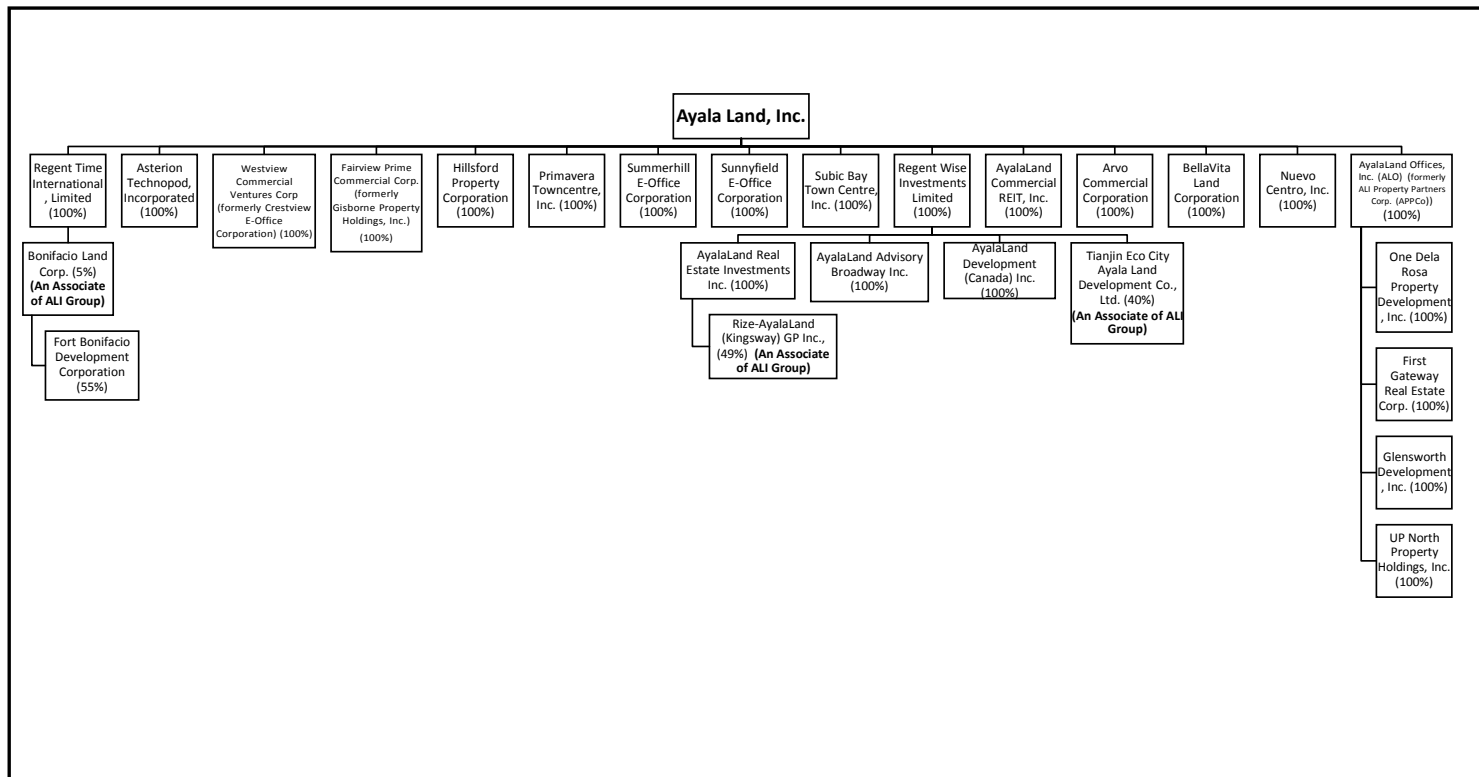 Ayala Land, Inc.
Regent Time
International
, Limited
(100%)
Asterion
Technopod,
Incorporated
(100%)
Westview
Commercial
Ventures Corp
(formerly Crestview
E-Office
Corporation) (100%)
Fairview Prime
Commercial Corp.
(formerly
Gisborne Property
Holdings, Inc.)
(100%)
Hillsford
Property
Corporation
(100%)
Primavera
Towncentre,
Inc. (100%)
Summerhill
E-Office
Corporation
(100%)
Sunnyfield
E-Office
Corporation
(100%)
Subic Bay
Town Centre,
Inc. (100%)
Regent Wise
Investments
Limited
(100%)
AyalaLand
Commercial
REIT, Inc.
(100%)
Arvo
Commercial
Corporation
(100%)
BellaVita
Land
Corporation
(100%)
Nuevo
Centro, Inc.
(100%)
AyalaLand Offices,
Inc. (ALO) (formerly
ALI Property Partners
Corp. (APPCo))
(100%)
Bonifacio Land
Corp. (5%)
(An Associate
of ALI Group)
Fort Bonifacio
Development
Corporation
(55%)
AyalaLand Real
Estate Investments
Inc. (100%)
AyalaLand Advisory
Broadway Inc.
(100%)
AyalaLand
Development
(Canada) Inc.
(100%)
Tianjin Eco City
Ayala Land
Development Co.,
Ltd. (40%)
(An Associate of ALI
Group)
Rize-AyalaLand
(Kingsway) GP Inc.,
(49%) (An Associate
of ALI Group)
One Dela
Rosa
Property
Development
, Inc. (100%)
First
Gateway
Real Estate
Corp. (100%)
Glensworth
Development
, Inc. (100%)
UP North
Property
Holdings, Inc.
(100%)